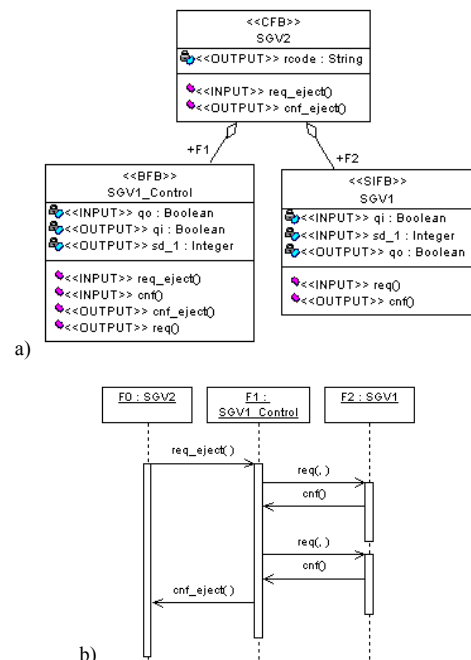 <<CFB>>
SGV2
<<OUTPUT>> rcode : String
<<INPUT>> req_eject()
<<OUTPUT>> cnf_eject()
+F1
+F2
<<BFB>>
SGV1_Control
<<INPUT>> qo : Boolean
<<OUTPUT>> qi : Boolean
<<OUTPUT>> sd_1 : Integer
<<INPUT>> req_eject()
<<INPUT>> cnf()
<<OUTPUT>> cnf_eject()
<<OUTPUT>> req()
<<SIFB>>
SGV1
<<INPUT>> qi : Boolean
<<INPUT>> sd_1 : Integer
<<OUTPUT>> qo : Boolean
<<INPUT>> req()
<<OUTPUT>> cnf()
a)
F0 : SGV2
F1 :
SGV1_Control
F2 : SGV1
req_eject( )
req(, )
cnf()
req(, )
cnf()
cnf_eject( )
b)